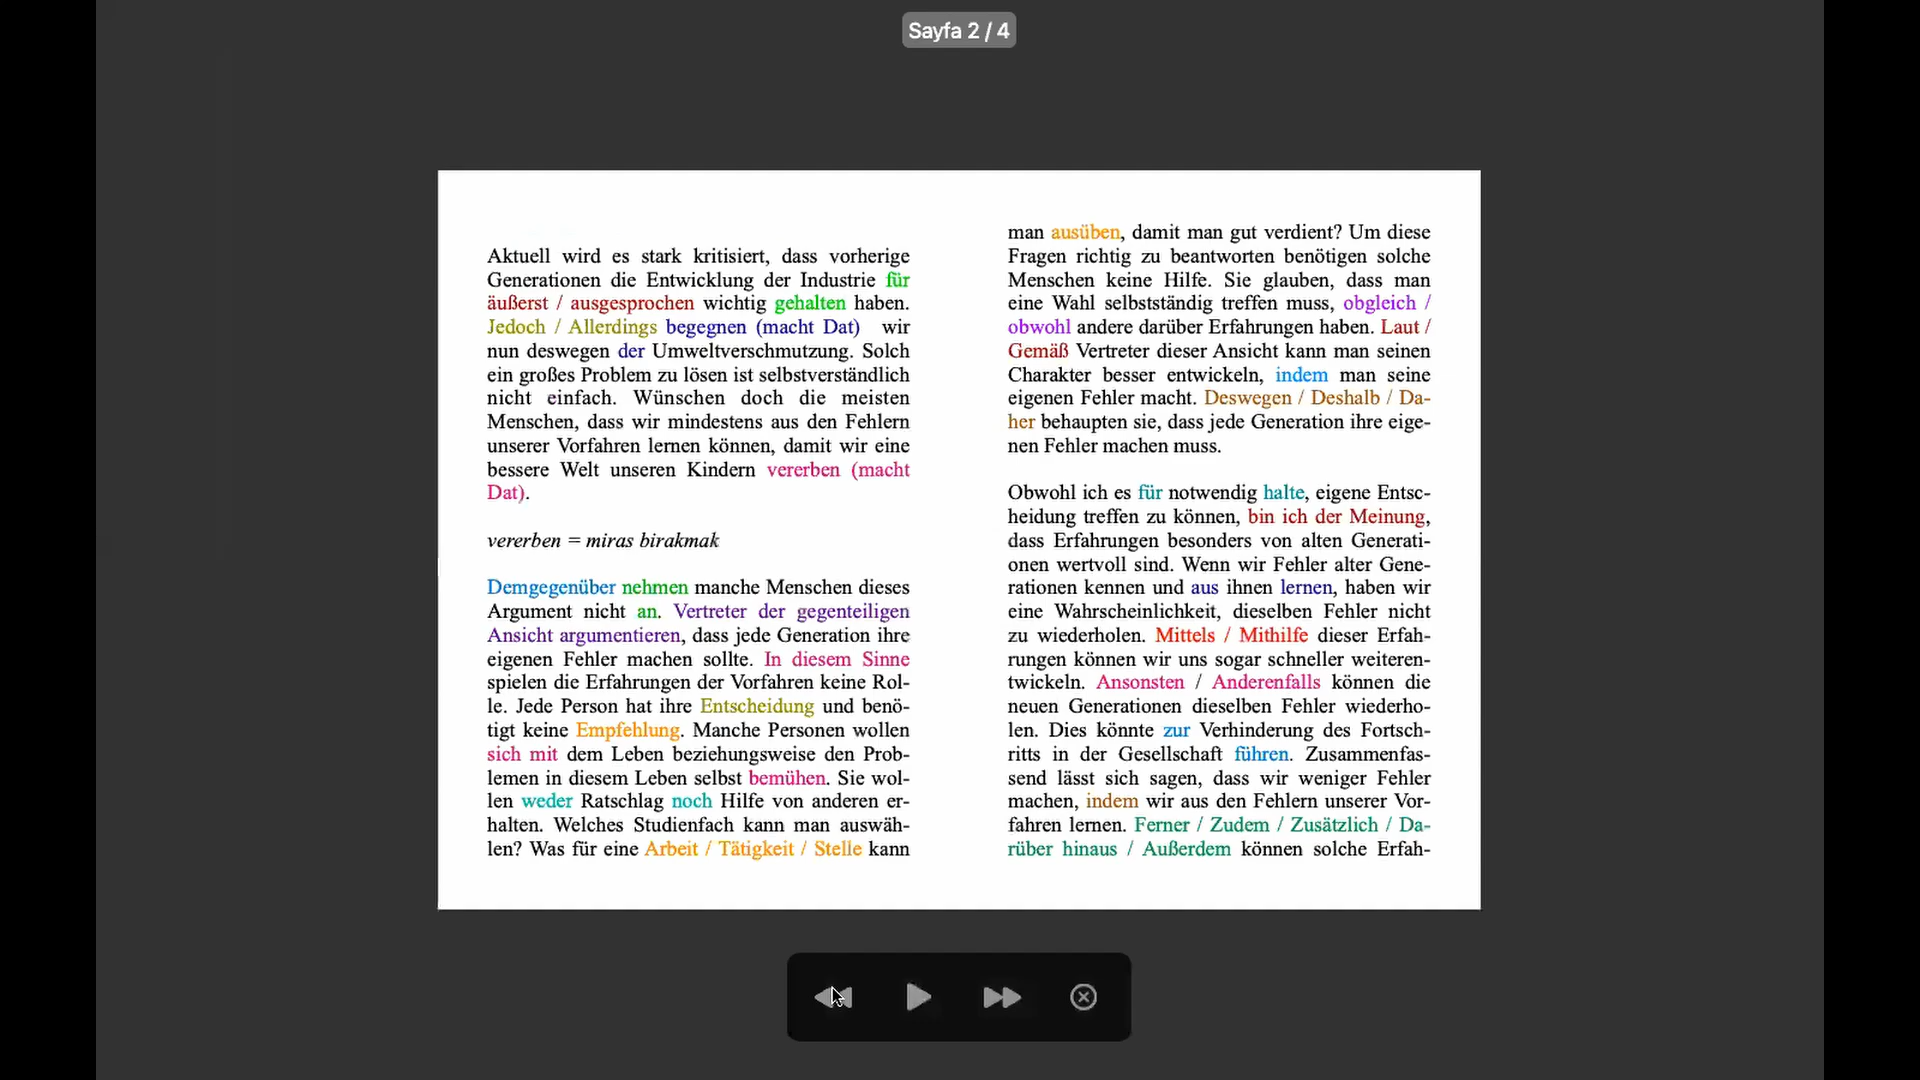 Sayfa 2 / 4
Aktuell wird es stark kritisiert, dass vorherige
Generationen die Entwicklung der Industrie für
äußerst / ausgesprochen wichtig gehalten haben.
Jedoch / Allerdings begegnen (macht Dat) wir
nun deswegen der Umweltverschmutzung. Solch
ein großes Problem zu lösen ist selbstverständlich
nicht einfach. Wünschen doch die meisten
Menschen, dass wir mindestens aus den Fehlern
unserer Vorfahren lernen können, damit wir eine
bessere Welt unseren Kindern vererben (macht
Dat).
vererben = miras birakmak
Demgegenüber nehmen manche Menschen dieses
Argument nicht an. Vertreter der gegenteiligen
Ansicht argumentieren, dass jede Generation ihre
eigenen Fehler machen sollte. In diesem Sinne
spielen die Erfahrungen der Vorfahren keine Rol-
le. Jede Person hat ihre Entscheidung und benö-
tigt keine Empfehlung. Manche Personen wollen
sich mit dem Leben beziehungsweise den Prob-
lemen in diesem Leben selbst bemühen. Sie wol-
len weder Ratschlag noch Hilfe von anderen er-
halten. Welches Studienfach kann man auswäh-
len? Was für eine Arbeit / Tätigkeit / Stelle kann
man ausüben, damit man gut verdient? Um diese
Fragen richtig zu beantworten benötigen solche
Menschen keine Hilfe. Sie glauben, dass man
eine Wahl selbstständig treffen muss, obgleich /
obwohl andere darüber Erfahrungen haben. Laut /
Gemäß Vertreter dieser Ansicht kann man seinen
Charakter besser entwickeln, indem man seine
eigenen Fehler macht. Deswegen / Deshalb / Da-
her behaupten sie, dass jede Generation ihre eige-
nen Fehler machen muss.
Obwohl ich es für notwendig halte, eigene Entsc-
heidung treffen zu können, bin ich der Meinung,
dass Erfahrungen besonders von alten Generati-
onen wertvoll sind. Wenn wir Fehler alter Gene-
rationen kennen und aus ihnen lernen, haben wir
eine Wahrscheinlichkeit, dieselben Fehler nicht
zu wiederholen. Mittels / Mithilfe dieser Erfah-
rungen können wir uns sogar schneller weiteren-
twickeln. Ansonsten / Anderenfalls können die
neuen Generationen dieselben Fehler wiederho-
len. Dies könnte zur Verhinderung des Fortsch-
ritts in der Gesellschaft führen. Zusammenfas-
send lässt sich sagen, dass wir weniger Fehler
machen, indem wir aus den Fehlern unserer Vor-
fahren lernen. Ferner / Zudem / Zusätzlich / Da-
rüber hinaus / Außerdem können solche Erfah-